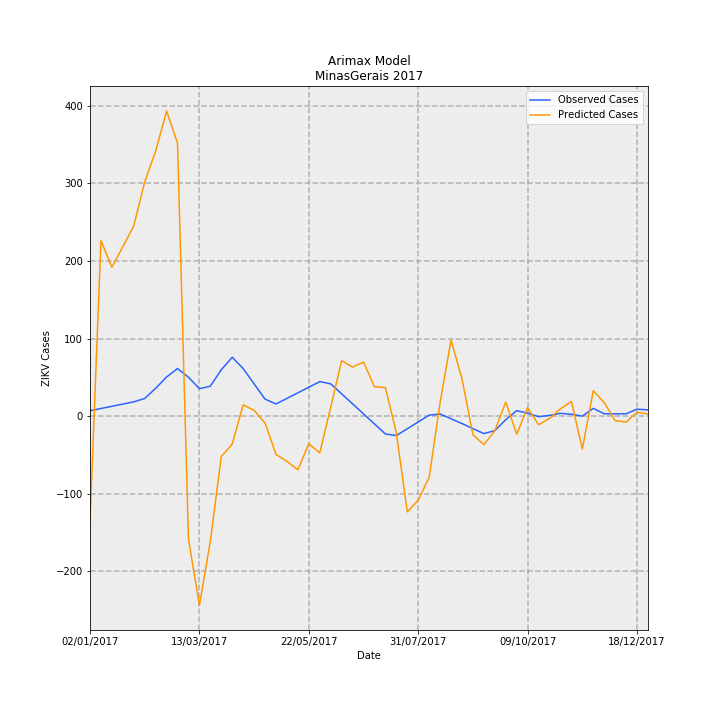 Arimax Model
MinasGerais 2017
Observed Cases
Predicted Cases
400
300
200
100
0
−100
−200
ZIKV Cases
02/01/2017 13/03/2017 22/05/2017 31/07/2017 09/10/2017 18/12/2017
Date